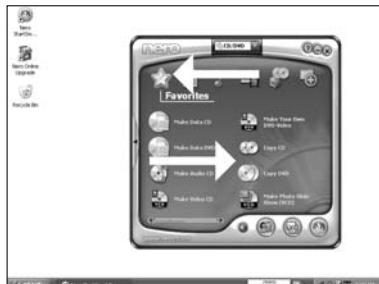 Nero
StartSm...
Nero Online
Upgrade
Recycle Bin
nero
CD/DVD
Favorites
Make Data CD
Make Your Own
DVD-Video
Make Data DVD
Copy CD
Make Audio CD
Copy DVD
Make Video CD
Make Photo Slide
Show (VCD)